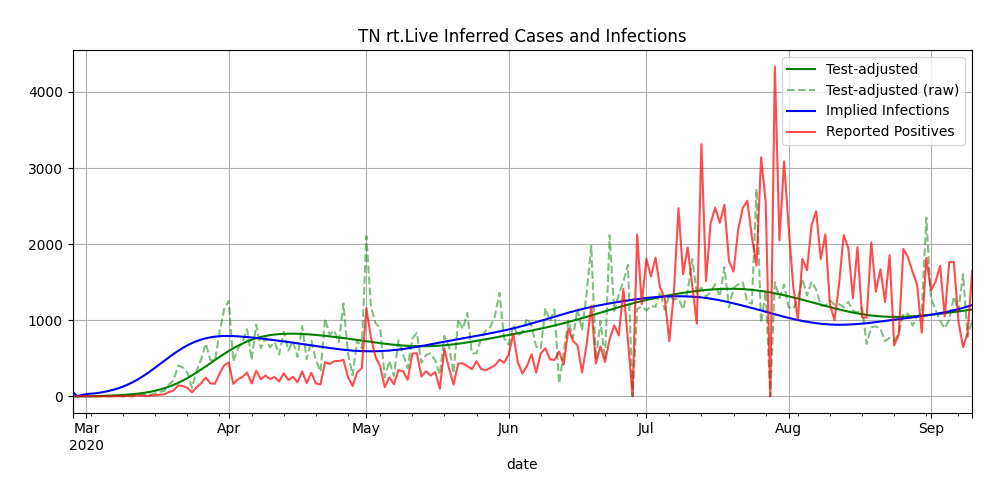 TN rt.Live Inferred Cases and Infections
Test-adjusted
Test-adjusted (raw)
Implied Infections
Reported Positives
4000
3000
2000
1000
0
Mar Apr May Jun Jul Aug Sep
2020
date